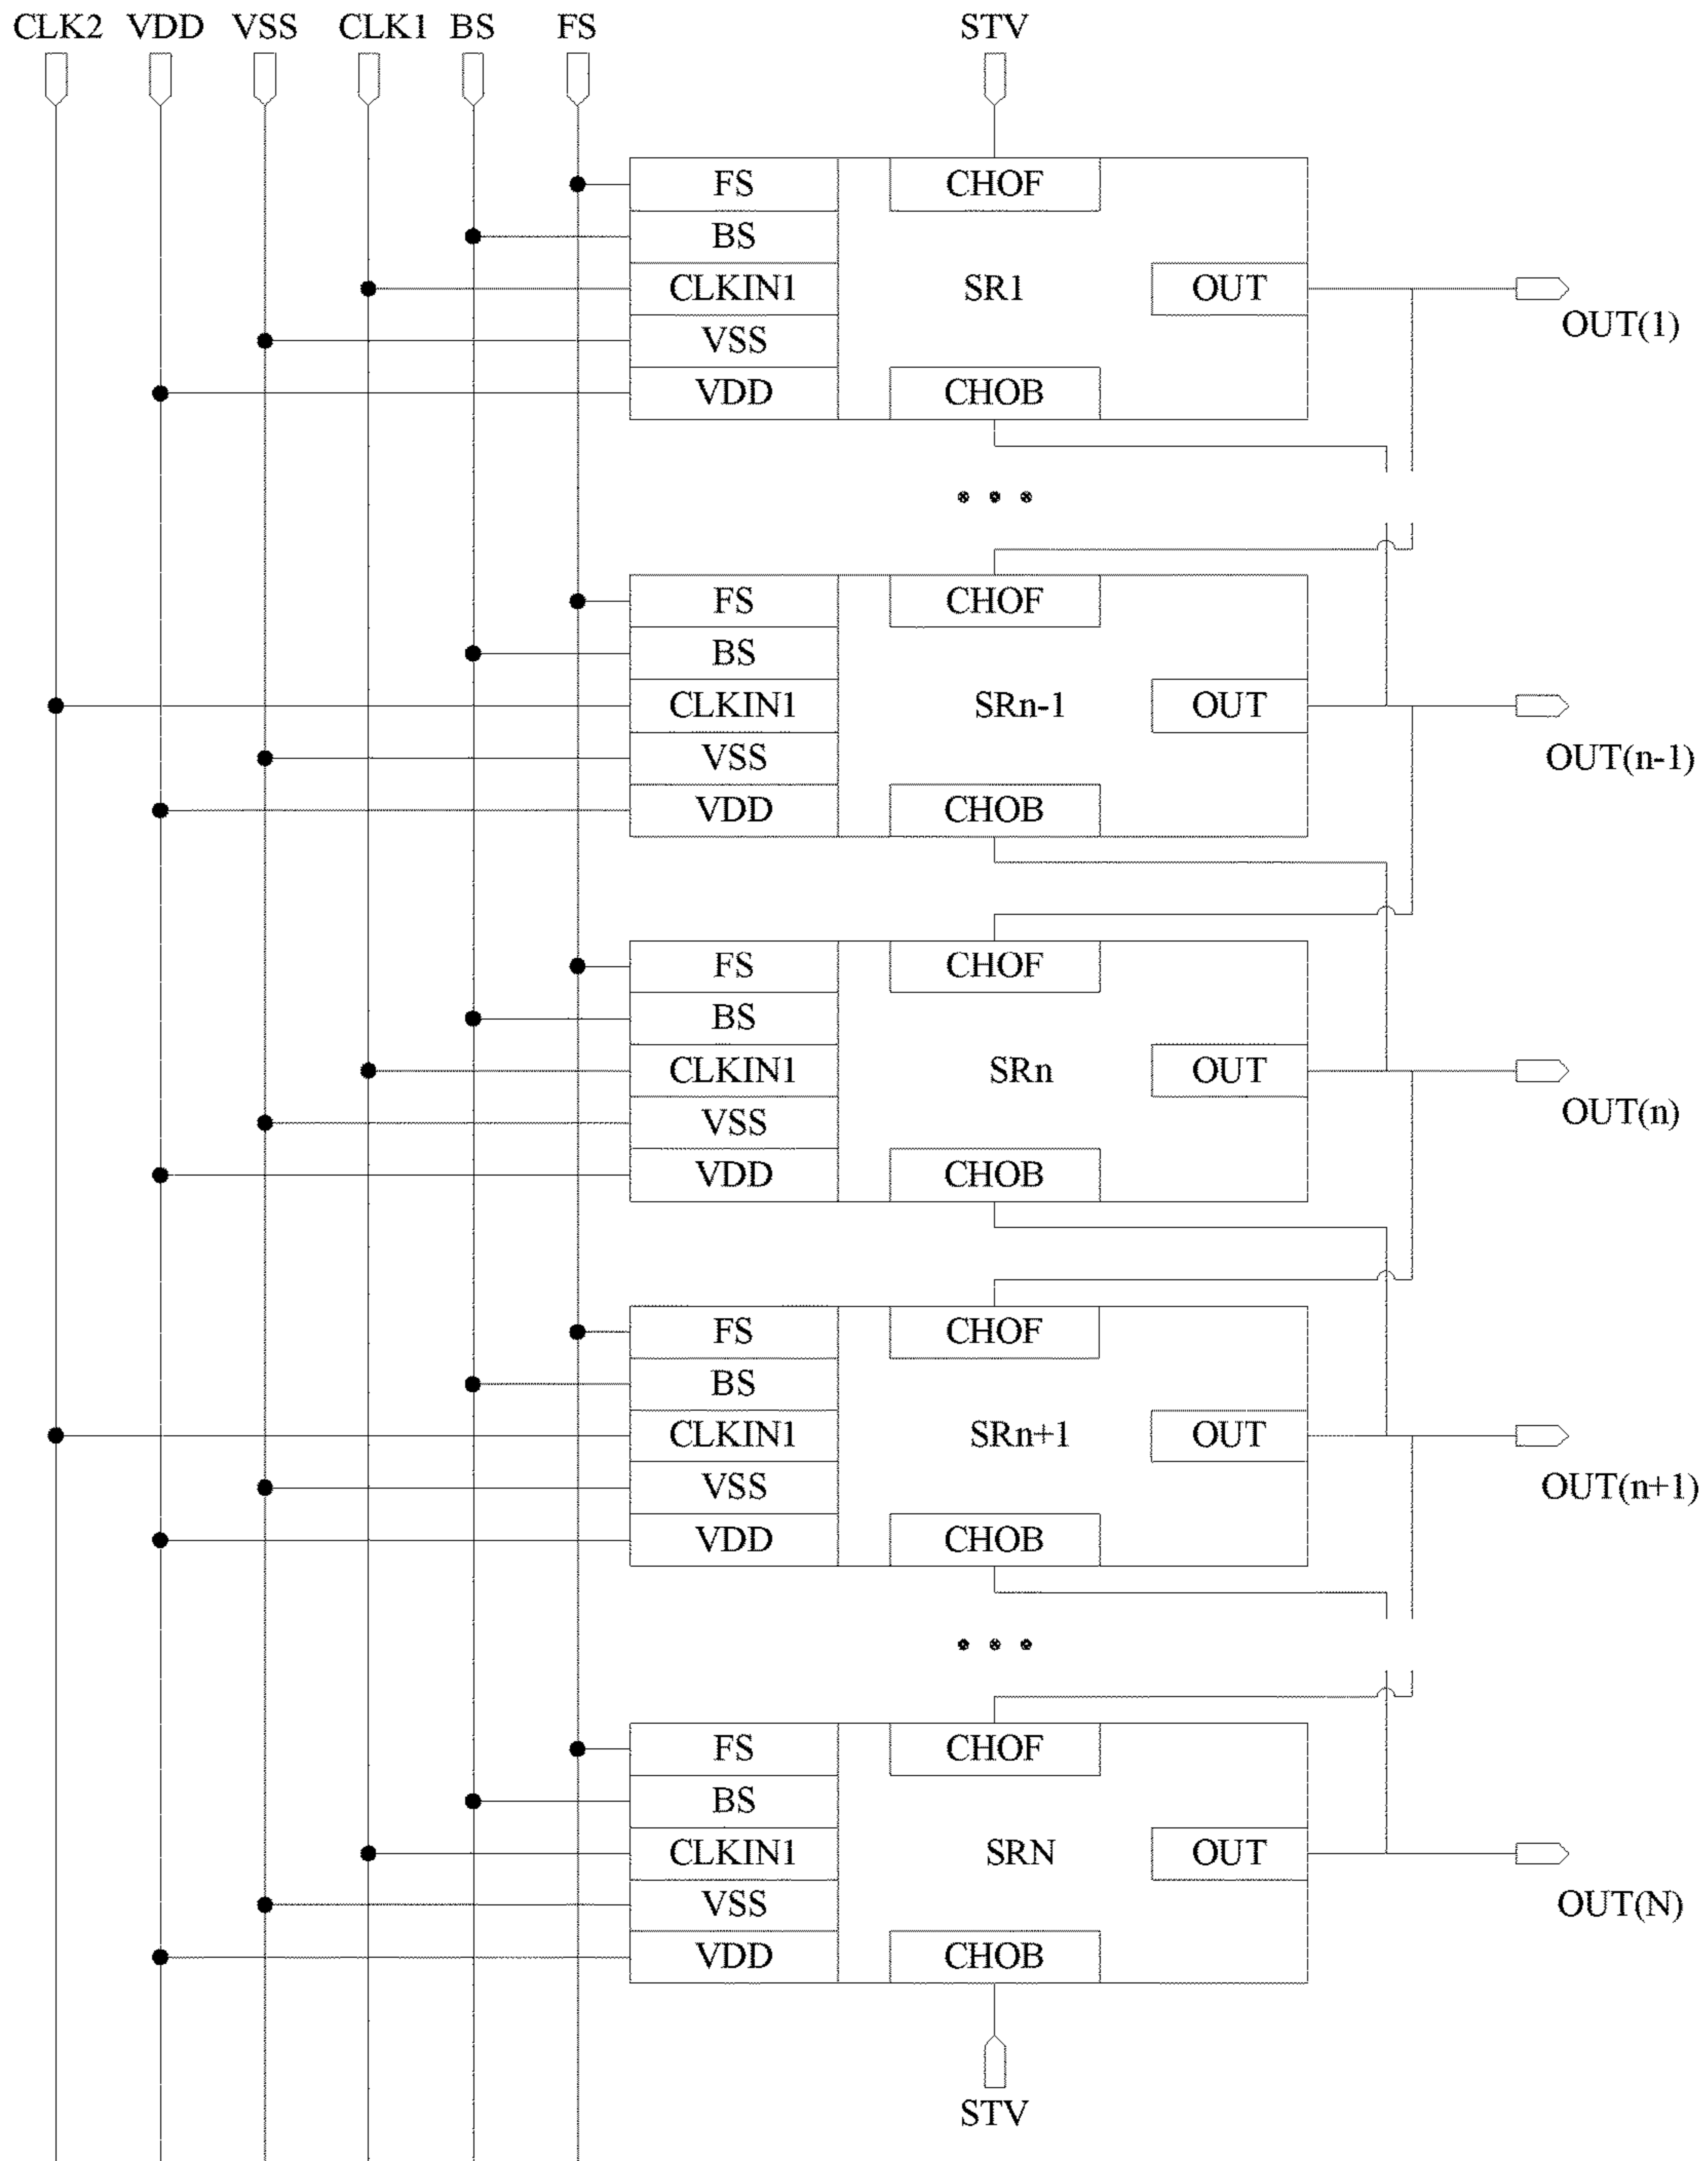 CLK2 VDD VSS CLK1 BS FS STV
FS CHOF
BS
CLKIN1 SR1 OUT
OUT(1)
VSS
VDD CHOB
FS CHOF
BS
CLKIN1 SRn-1 OUT
VSS
OUT(n-1)
VDD CHOB
FS CHOF
BS
CLKIN1 SRn OUT
OUT(n)
VSS
VDD CHOB
FS CHOF
BS
CLKIN1 SRn+1 OUT
VSS
OUT(n+1)
VDD CHOB
FS CHOF
BS
CLKIN1 SRN OUT
VSS
OUT(N)
VDD CHOB
STV